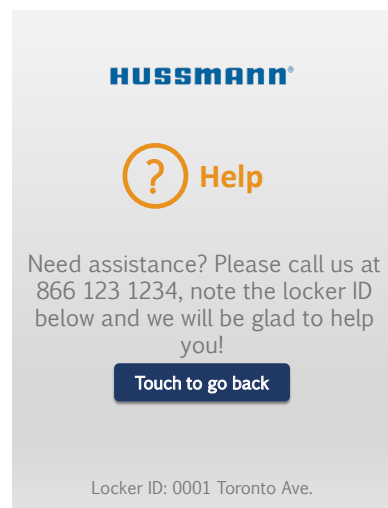 HUSSMANN®
? Help
Need assistance? Please call us at
866 123 1234, note the locker ID
below and we will be glad to help
you!
Touch to go back
Locker ID: 0001 Toronto Ave.